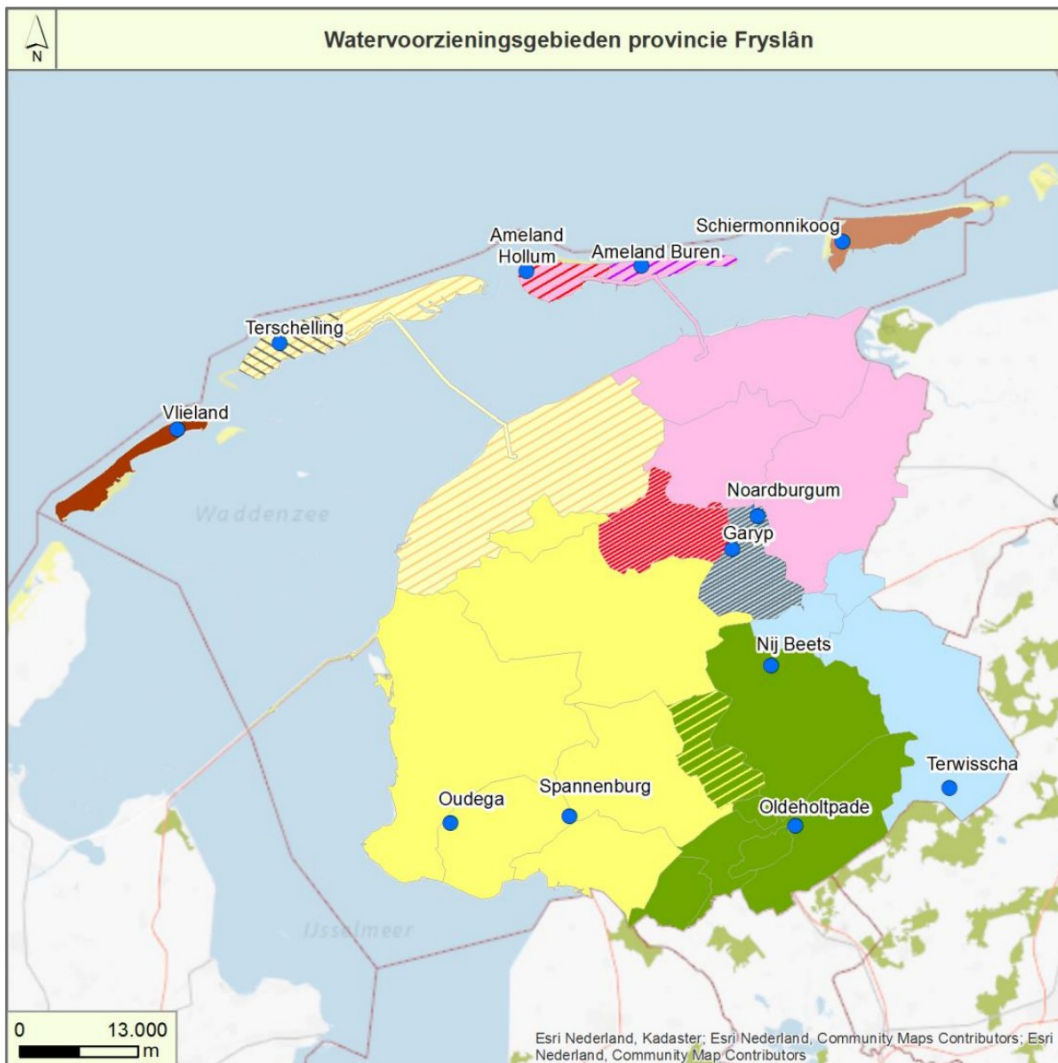 Watervoorzieningsgebieden provincie Fryslân
N
Schiermonnikoog
Ameland
Hollum
Ameland Buren
Terschelling
Vlieland
Waddenzee
Noardburgum
Garyp
Nij Beets
Terwisscha
Spannenburg
Oudega
Oldeholtpade
IJsselmeer
0 13.000
m
Esri Nederland, Kadaster; Esri Nederland, Community Maps Contributors; Esri
Nederland, Community Map Contributors